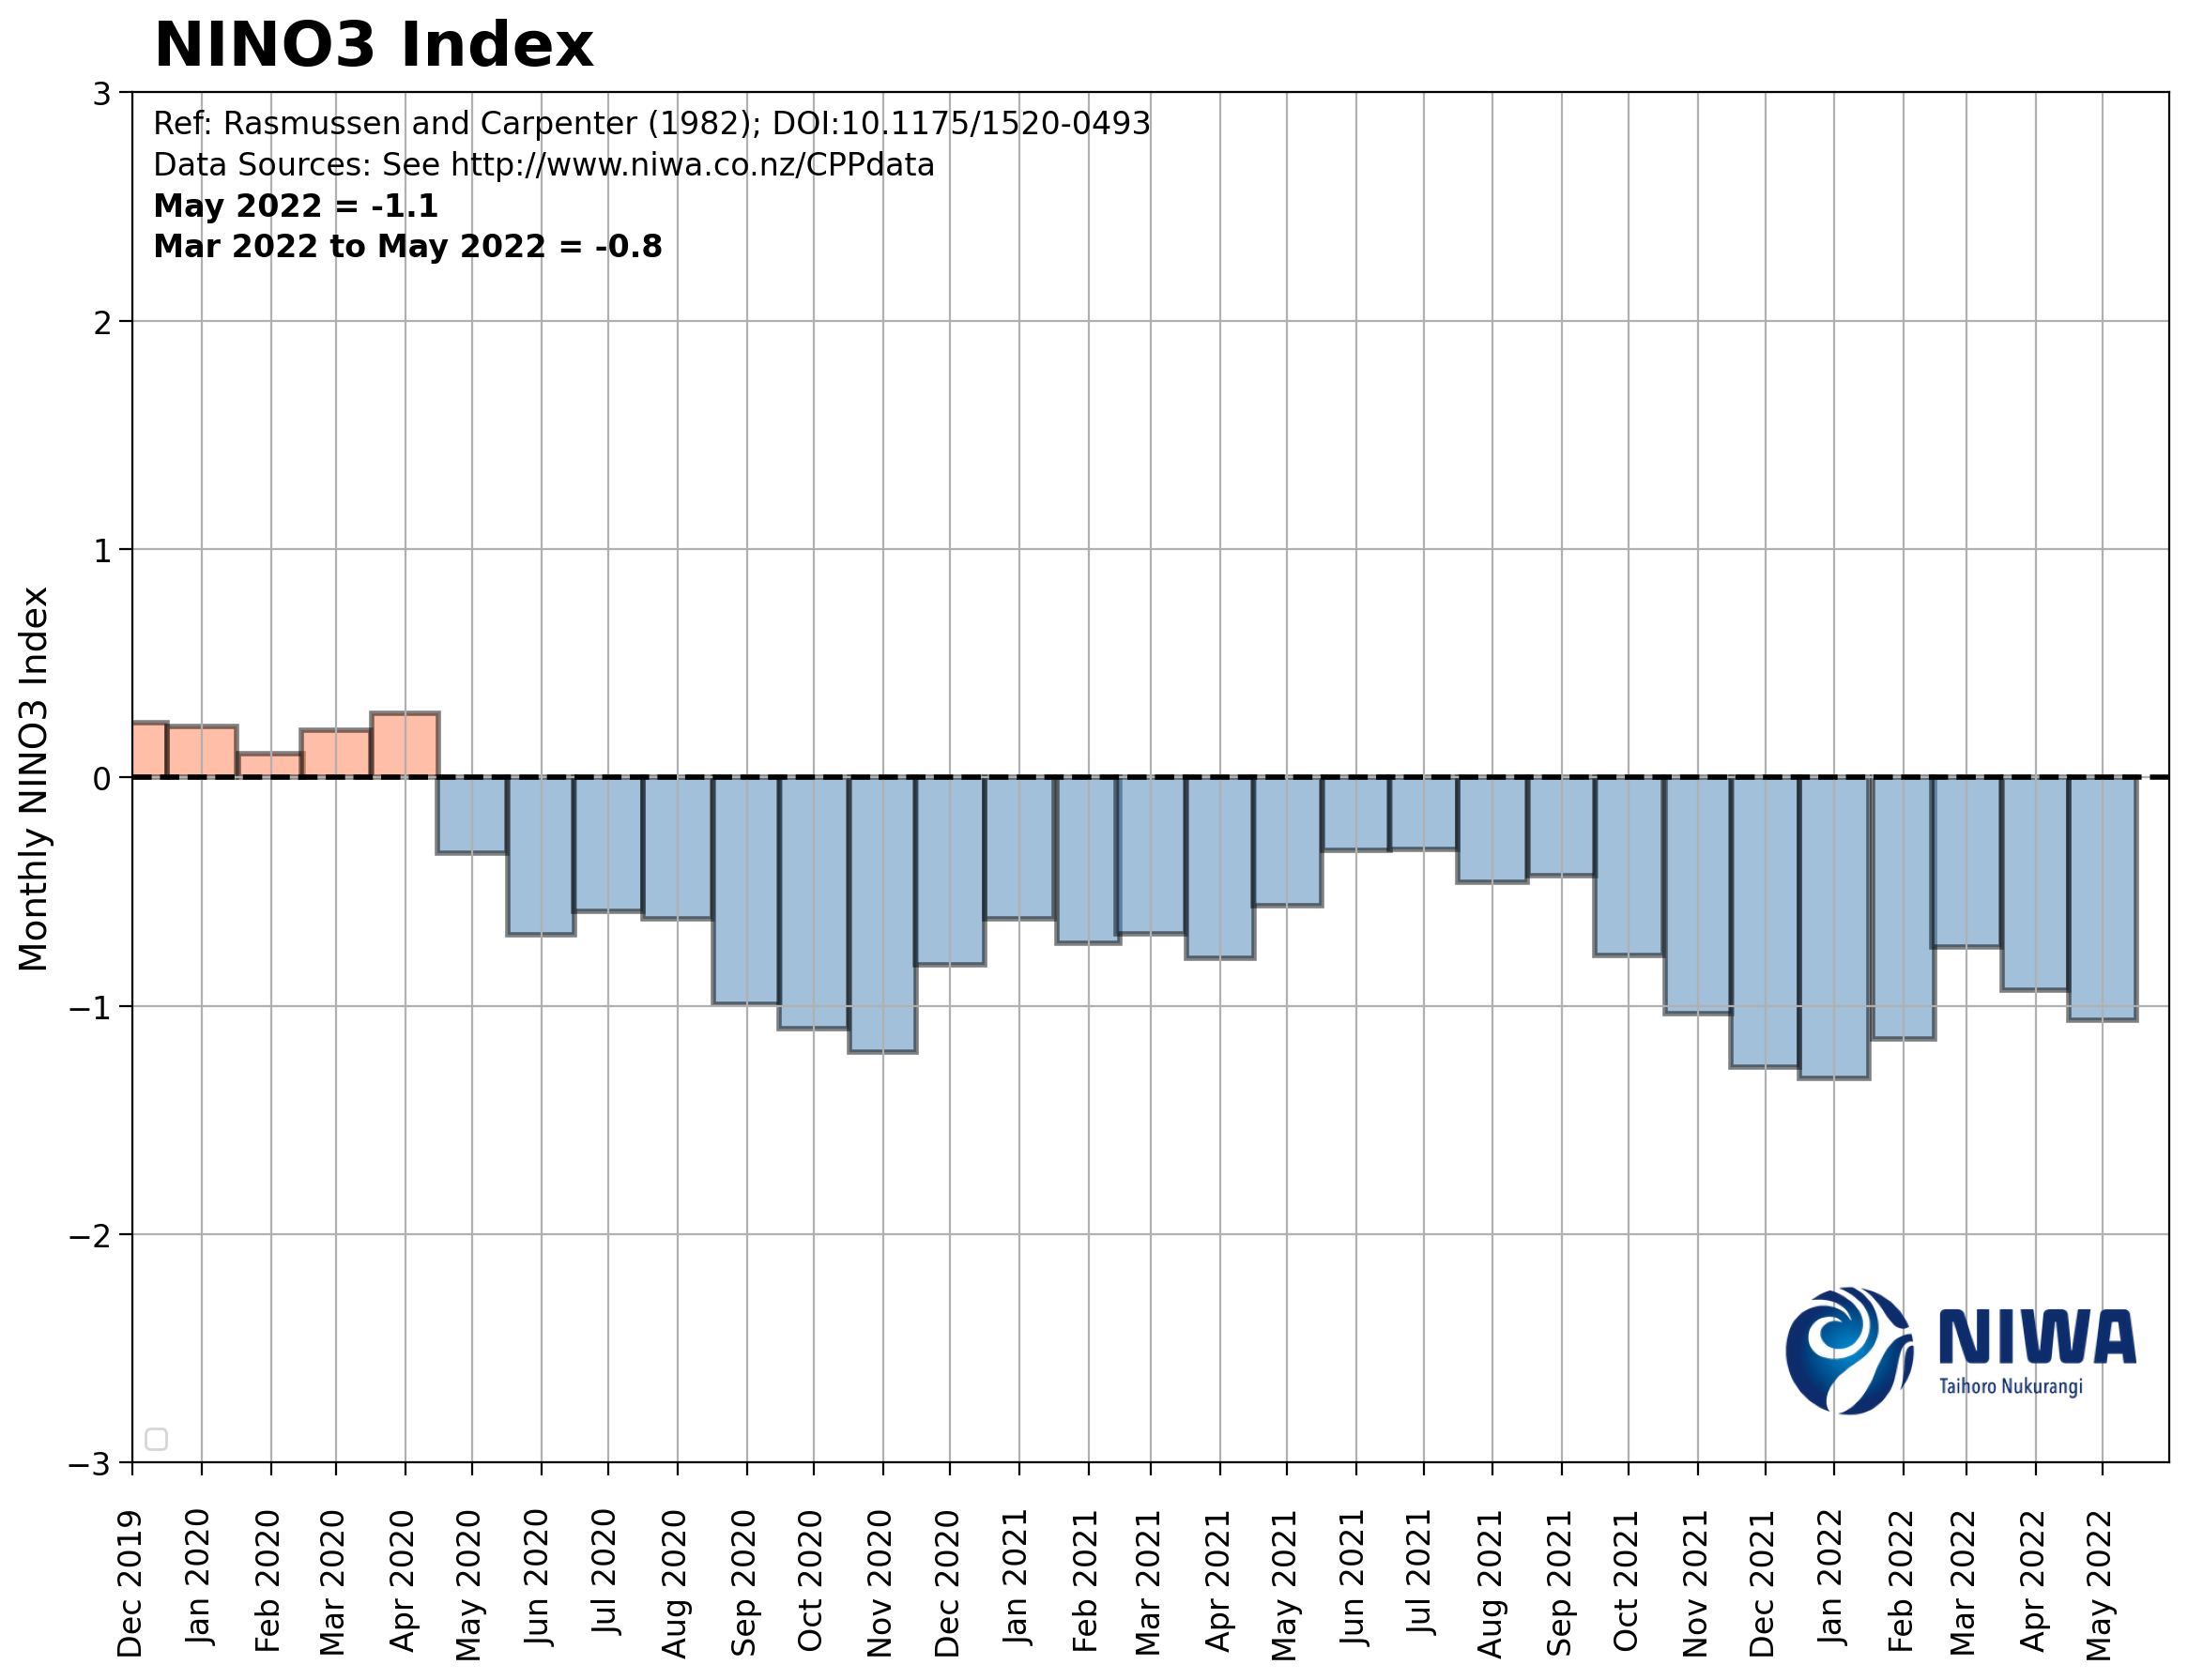 NINO3 Index
Ref: Rasmussen and Carpenter (1982); DOI:10.1175/1520-0493
Data Sources: See http://www.niwa.co.nz/CPPdata
May 2022 = -1.1
Mar 2022 to May 2022 = -0.8
Monthly NINO3 Index
3
2
1
0
−1
−2
−3
NIWA
Taihoro Nukurangi
Dec 2019
Jan 2020
Feb 2020
Mar 2020
Apr 2020
May 2020
Jun 2020
Jul 2020
Aug 2020
Sep 2020
Oct 2020
Nov 2020
Dec 2020
Jan 2021
Feb 2021
Mar 2021
Apr 2021
May 2021
Jun 2021
Jul 2021
Aug 2021
Sep 2021
Oct 2021
Nov 2021
Dec 2021
Jan 2022
Feb 2022
Mar 2022
Apr 2022
May 2022